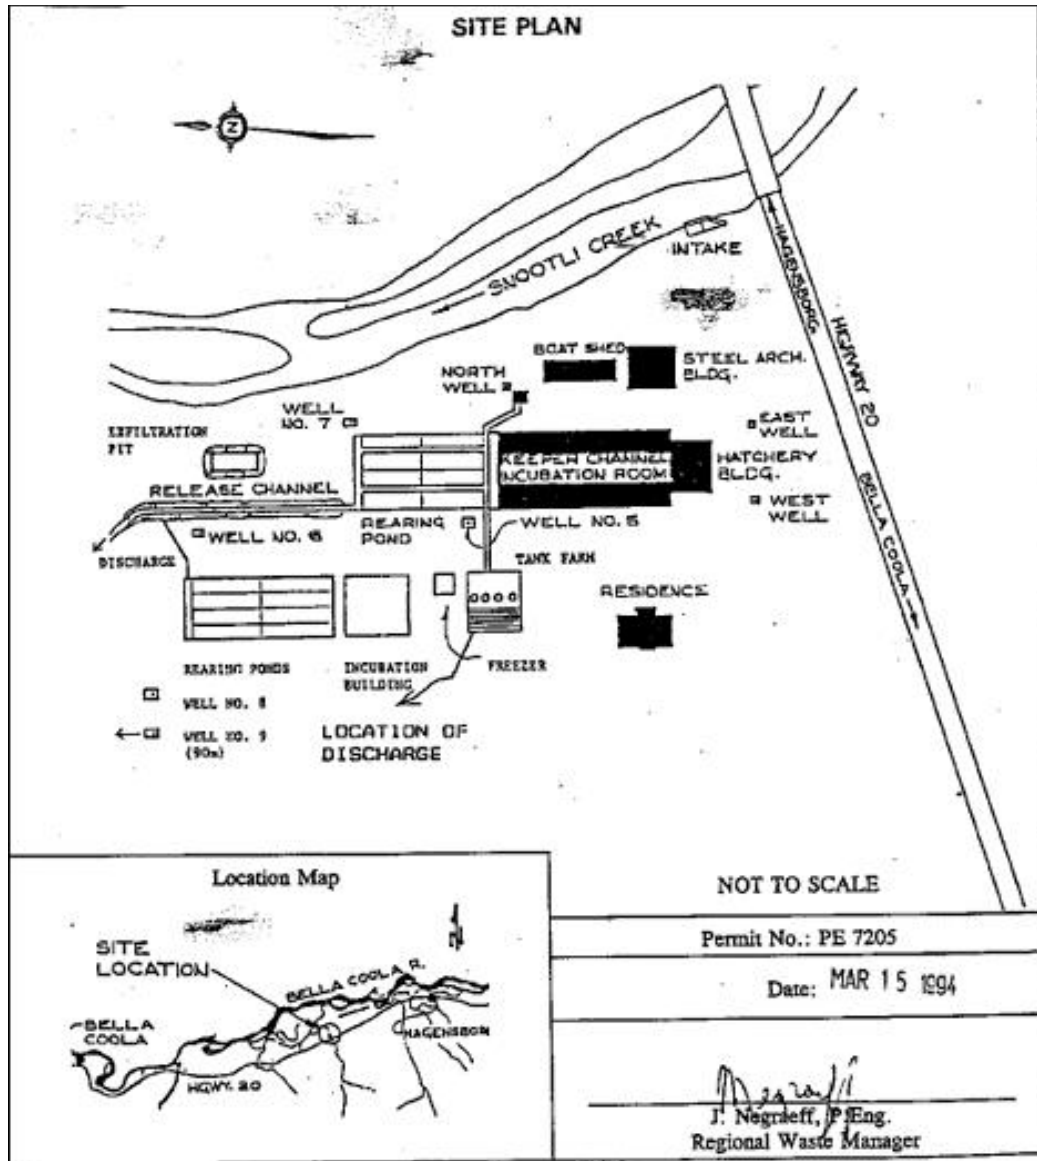 SITE PLAN
N
SNOOTLI CREEK
INTAKE
HAGENSBORG
HIGHWAY 20
BELLA COOLA
BOAT SHED
STEEL ARCH.
BLDG.
NORTH
WELL
WELL
NO. 7
EXFILTRATION
PIT
EAST
WELL
KEEPER CHANNEL
INCUBATION ROOM
HATCHERY
BLDG.
RELEASE CHANNEL
WEST
WELL
REARING
POND
WELL NO. 5
WELL NO. 6
DISCHARGE
TANK FARM
RESIDENCE
REARING PONDS
INCUBATION
BUILDING
FREEZER
WELL NO. 8
WELL NO. 9
(90m)
LOCATION OF
DISCHARGE
Location Map
SITE
LOCATION
BELLA COOLA R.
BELLA
COOLA
HAGENSBORG
HGWY. 20
NOT TO SCALE
Permit No.: PE 7205
Date: MAR 15 1994
J. Negraeff, P.Eng.
Regional Waste Manager